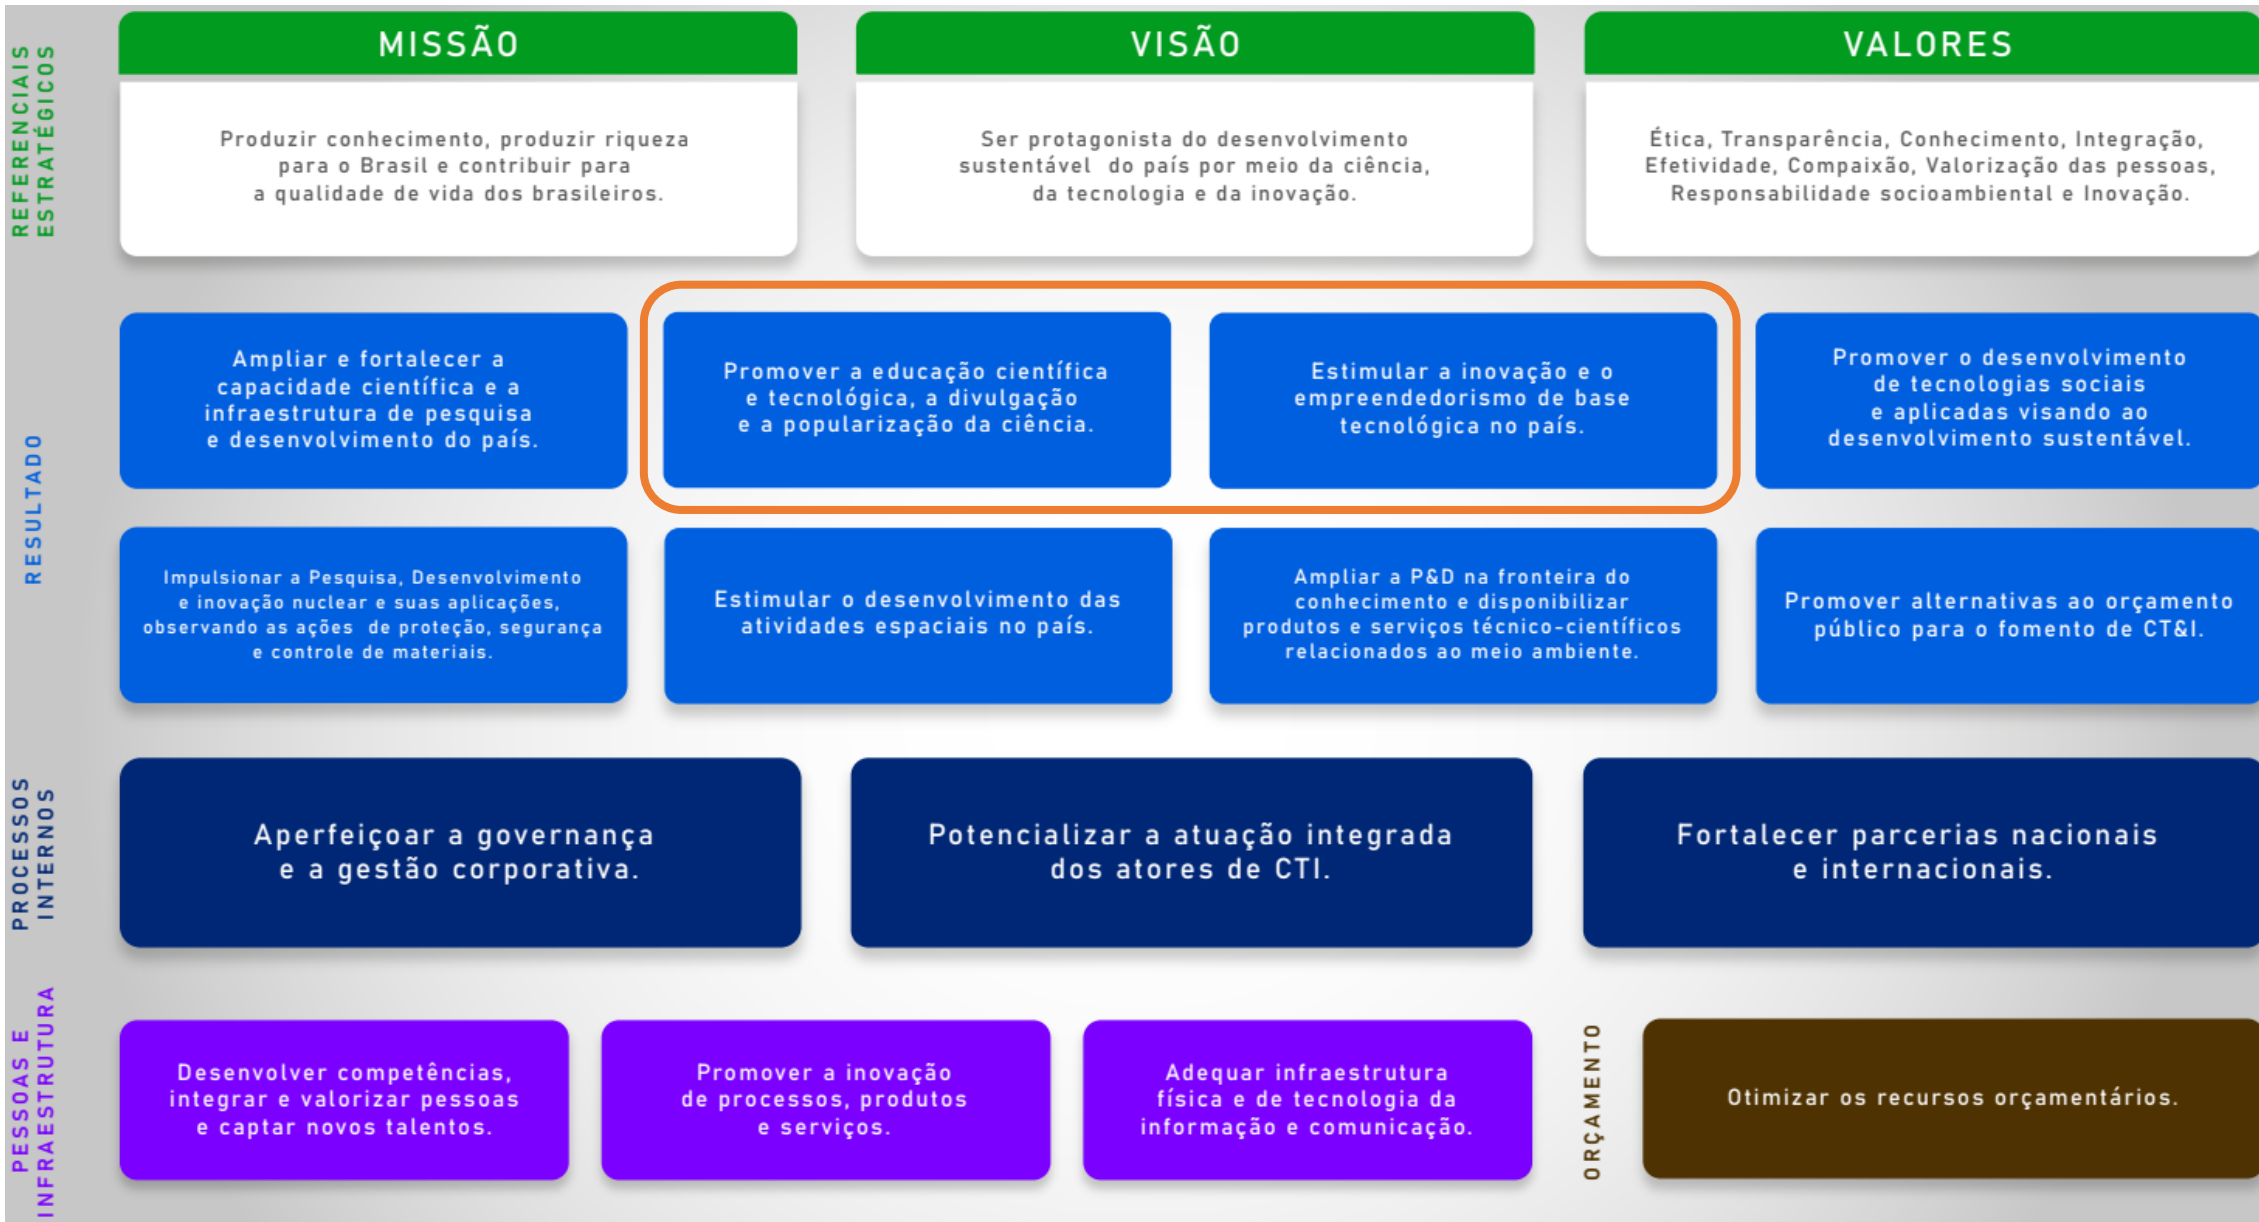 REFERENCIAIS
ESTRATÉGICOS
MISSÃO
Produzir conhecimento, produzir riqueza
para o Brasil e contribuir para
a qualidade de vida dos brasileiros.
VISÃO
Ser protagonista do desenvolvimento
sustentável do país por meio da ciência,
da tecnologia e da inovação.
VALORES
Ética, Transparência, Conhecimento, Integração,
Efetividade, Compaixão, Valorização das pessoas,
Responsabilidade socioambiental e Inovação.
RESULTADO
Ampliar e fortalecer a
capacidade científica e a
infraestrutura de pesquisa
e desenvolvimento do país.
Promover a educação científica
e tecnológica, a divulgação
e a popularização da ciência.
Estimular a inovação e o
empreendedorismo de base
tecnológica no país.
Promover o desenvolvimento
de tecnologias sociais
e aplicadas visando ao
desenvolvimento sustentável.
Impulsionar a Pesquisa, Desenvolvimento
e inovação nuclear e suas aplicações,
observando as ações de proteção, segurança
e controle de materiais.
Estimular o desenvolvimento das
atividades espaciais no país.
Ampliar a P&D na fronteira do
conhecimento e disponibilizar
produtos e serviços técnico-científicos
relacionados ao meio ambiente.
Promover alternativas ao orçamento
público para o fomento de CT&I.
PROCESSOS
INTERNOS
Aperfeiçoar a governança
e a gestão corporativa.
Potencializar a atuação integrada
dos atores de CTI.
Fortalecer parcerias nacionais
e internacionais.
PESSOAS E
INFRAESTRUTURA
Desenvolver competências,
integrar e valorizar pessoas
e captar novos talentos.
Promover a inovação
de processos, produtos
e serviços.
Adequar infraestrutura
física e de tecnologia da
informação e comunicação.
ORÇAMENTO
Otimizar os recursos orçamentários.